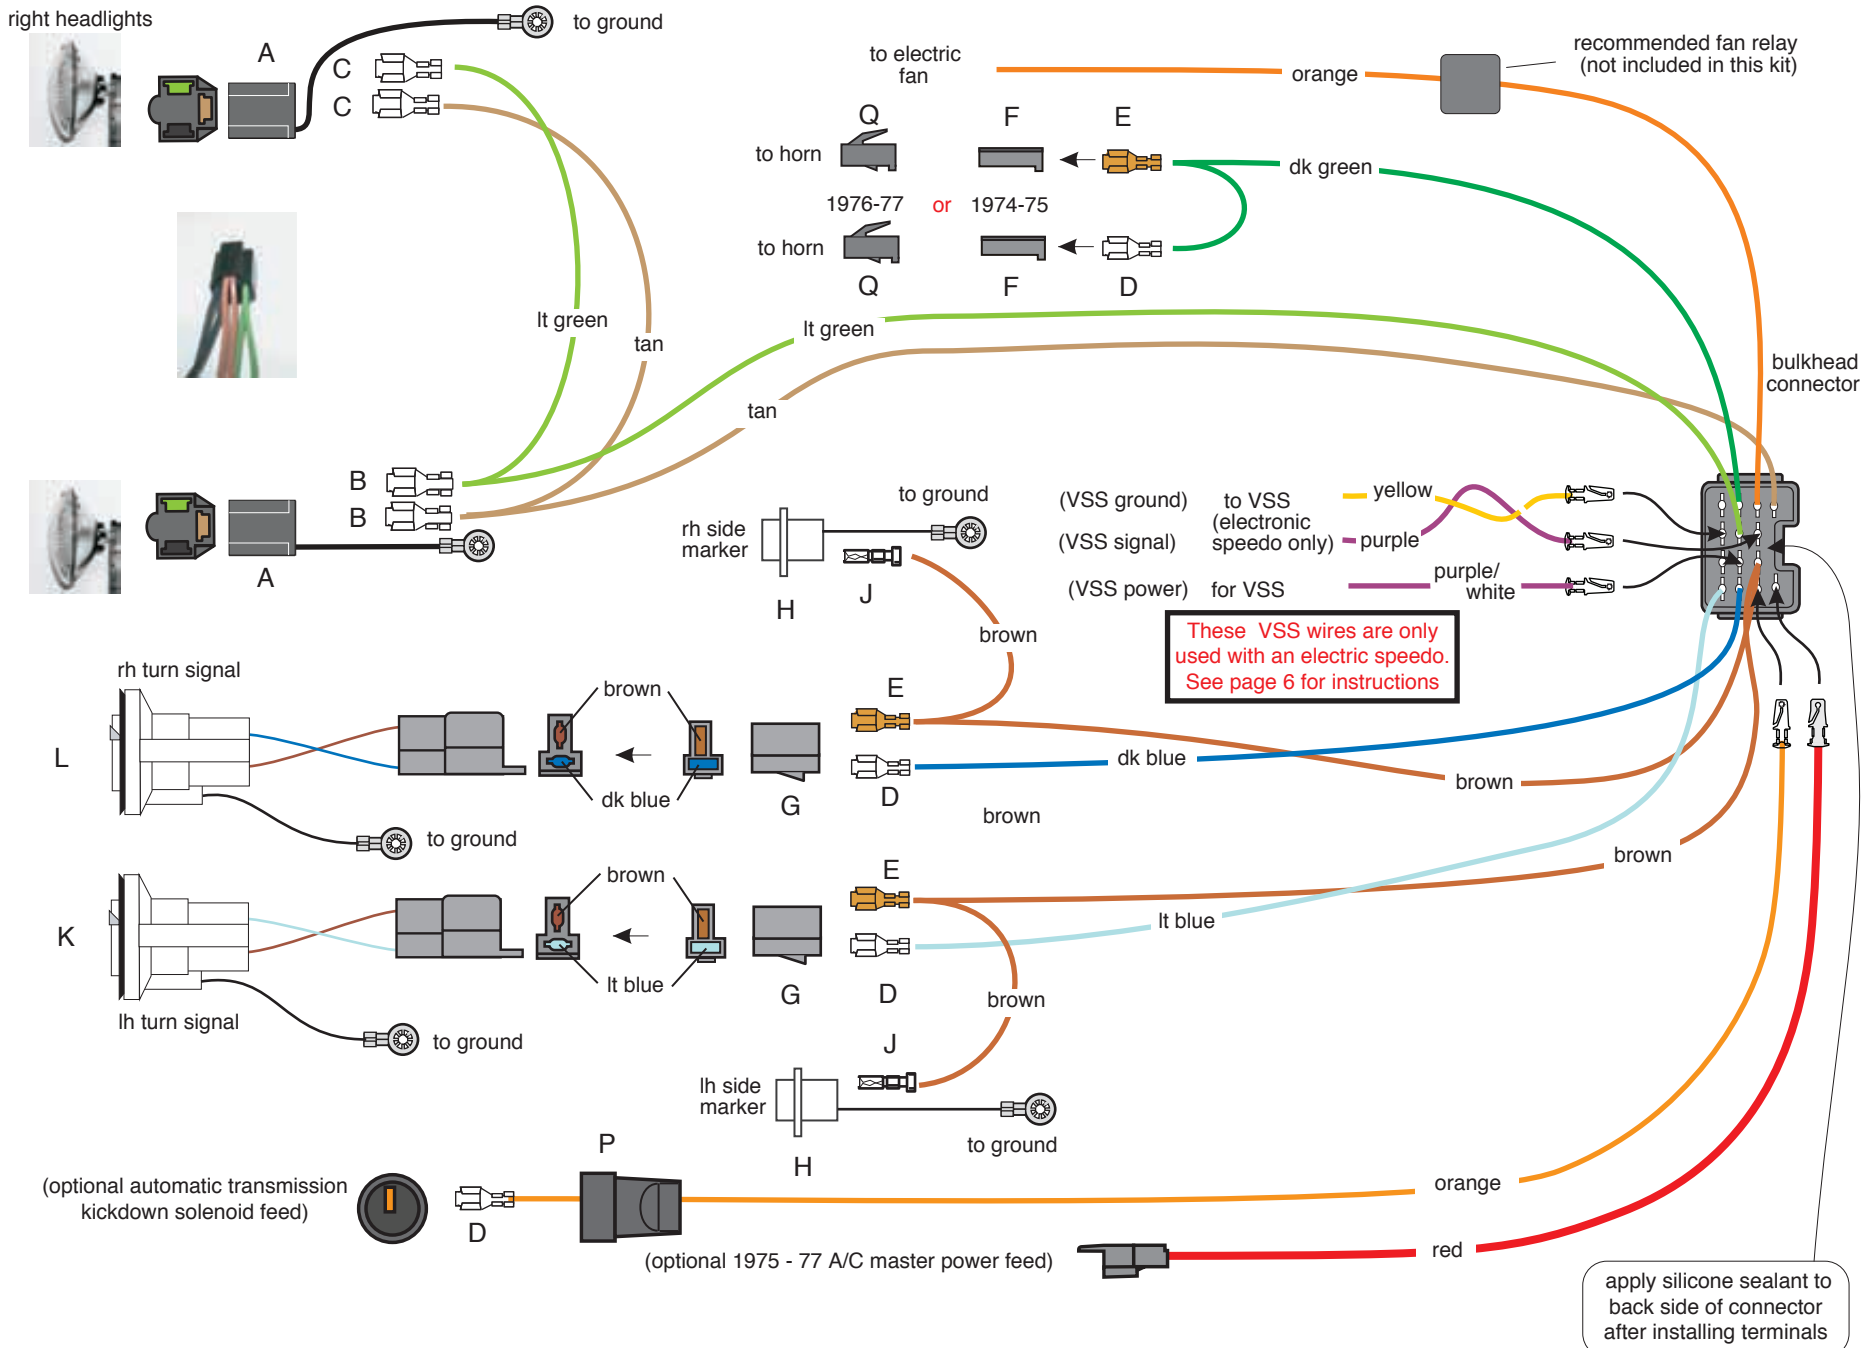 right headlights
A
to ground
C
C
to electric
fan
orange
recommended fan relay
(not included in this kit)
Q
F
E
to horn
dk green
1976-77
or
1974-75
to horn
Q
F
D
lt green
tan
lt green
tan
bulkhead
connector
B
B
A
to ground
rh side
marker
H
J
brown
(VSS ground)
to VSS
(electronic
speedo only)
yellow
(VSS signal)
purple
(VSS power)
for VSS
purple/
white
These VSS wires are only
used with an electric speedo.
See page 6 for instructions
rh turn signal
L
brown
dk blue
G
E
D
dk blue
brown
brown
to ground
K
brown
lt blue
G
E
D
lt blue
brown
lh turn signal
to ground
brown
J
lh side
marker
H
to ground
P
(optional automatic transmission
kickdown solenoid feed)
D
orange
(optional 1975 - 77 A/C master power feed)
red
apply silicone sealant to
back side of connector
after installing terminals